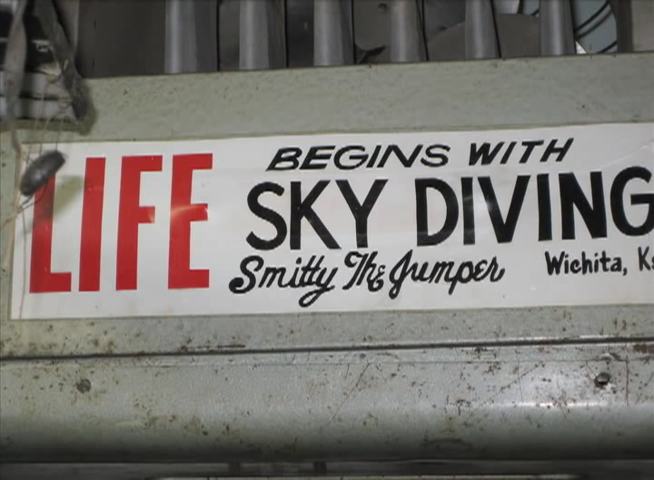 LIFE BEGINS WITH
SKY DIVING
Smitty The Jumper Wichita, Ks